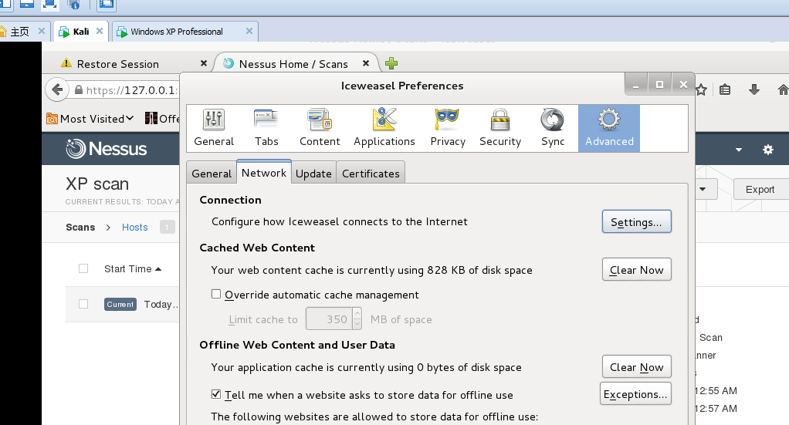 主页 Kali Windows XP Professional
Restore Session Nessus Home / Scans
Iceweasel Preferences
https://127.0.0.1:
Most Visited Offe
General Tabs Content Applications Privacy Security Sync Advanced
Nessus
General Network Update Certificates
XP scan
CURRENT RESULTS: TODAY A
Export
Connection
Scans > Hosts 1
Configure how Iceweasel connects to the Internet Settings...
Cached Web Content
Start Time
Your web content cache is currently using 828 KB of disk space Clear Now
Override automatic cache management
Current Today...
Limit cache to 350 MB of space
d
Scan
Offline Web Content and User Data
nner
Your application cache is currently using 0 bytes of disk space Clear Now
s
Tell me when a website asks to store data for offline use Exceptions...
12:55 AM
12:57 AM
The following websites are allowed to store data for offline use: